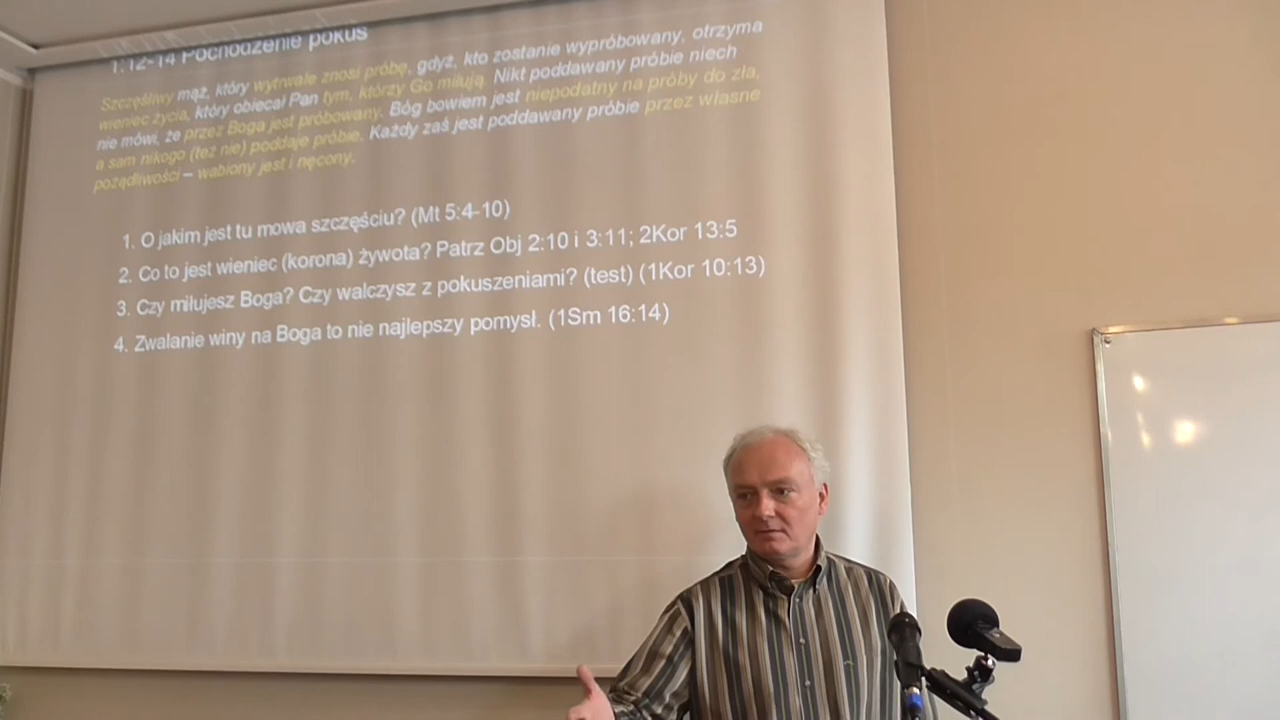 1:12-14 Pochodzenie pokus
Szczęśliwy mąż, który wytrwale znosi próbę, gdyż, kto zostanie wypróbowany, otrzyma
wieniec życia, który obiecał Pan tym, którzy Go miłują. Nikt poddawany próbie niech
nie mówi, że przez Boga jest próbowany. Bóg bowiem jest niepodatny na próby do zła,
a sam nikogo (też nie) poddaje próbie. Każdy zaś jest poddawany próbie przez własne
pożądliwości – wabiony jest i nęcony.
1. O jakim jest tu mowa szczęściu? (Mt 5:4-10)
2. Co to jest wieniec (korona) żywota? Patrz Obj 2:10 i 3:11; 2Kor 13:5
3. Czy miłujesz Boga? Czy walczysz z pokuszeniami? (test) (1Kor 10:13)
4. Zwalanie winy na Boga to nie najlepszy pomysł. (1Sm 16:14)